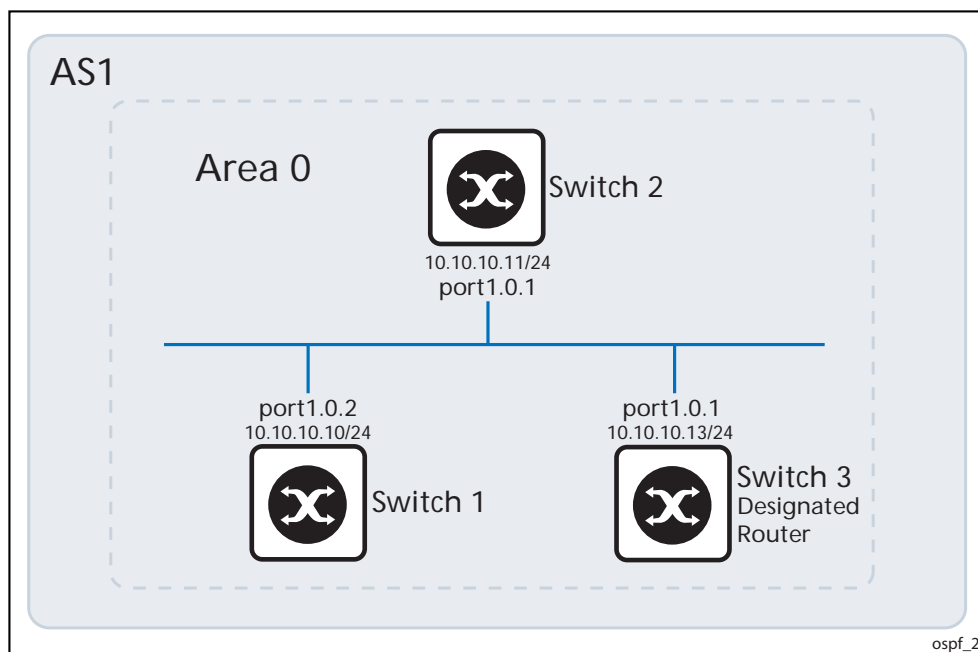 AS1
Area 0
Switch 2
10.10.10.11/24
port1.0.1
port1.0.2
10.10.10.10/24
Switch 1
port1.0.1
10.10.10.13/24
Switch 3
Designated
Router
ospf_2